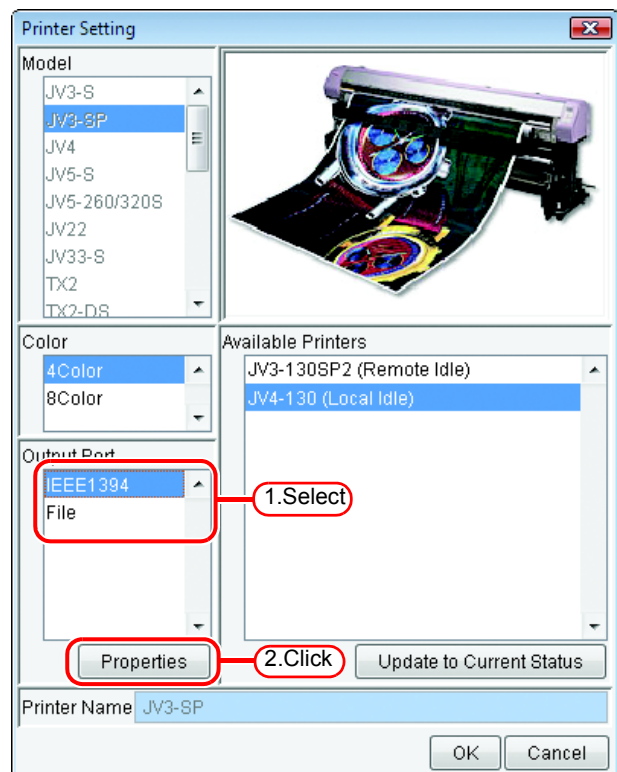 Printer Setting
Model
JV3-S
JV3-SP
JV4
JV5-S
JV5-260/320S
JV22
JV33-S
TX2
TX2-DS
Color
4Color
8Color
Available Printers
JV3-130SP2 (Remote Idle)
JV4-130 (Local Idle)
Output Port
IEEE1394
File
1.Select
Properties
2.Click
Update to Current Status
Printer Name JV3-SP
OK Cancel